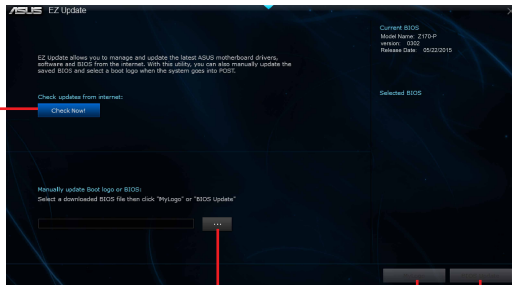 ASUS EZ Update
Current BIOS
Model Name: Z170-P
version: 0302
Release Date: 05/22/2015
EZ Update allows you to manage and update the latest ASUS motherboard drivers,
software and BIOS from the internet. With this utility, you can also manually update the
saved BIOS and select a boot logo when the system goes into POST.
Check updates from internet:
Selected BIOS
Check Now!
Manually update Boot logo or BIOS:
Select a downloaded BIOS file then click "MyLogo" or "BIOS Update"
...